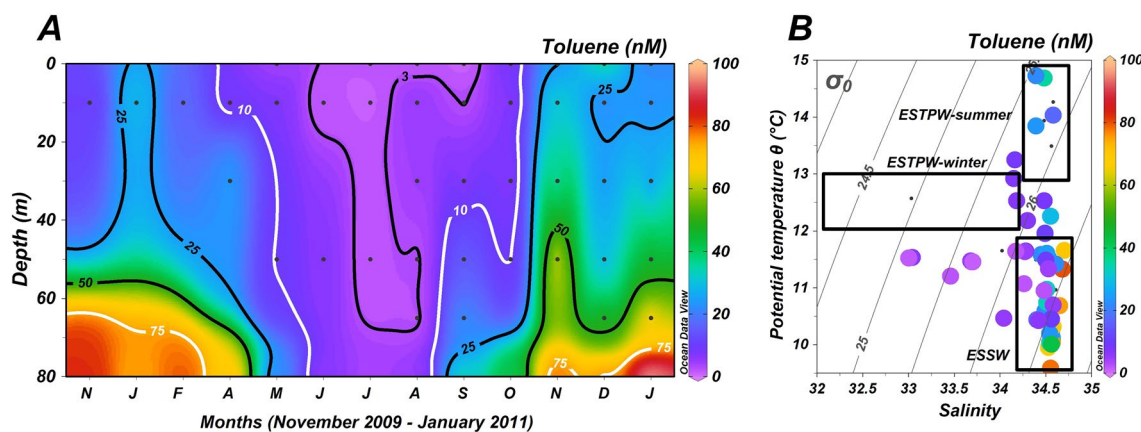 A
Toluene (nM)
0
20
40
60
80
Depth (m)
25
10
3
25
10
25
50
50
75
25
75
75
N
J
F
A
M
J
J
A
S
O
N
D
J
Months (November 2009 - January 2011)
100
80
60
40
20
0
Ocean Data View
B
Toluene (nM)
σ0
15
14
13
12
11
10
Potential temperature θ (°C)
ESTPW-summer
ESTPW-winter
24.5
25
26
ESSW
32
32.5
33
33.5
34
34.5
35
Salinity
100
80
60
40
20
0
Ocean Data View